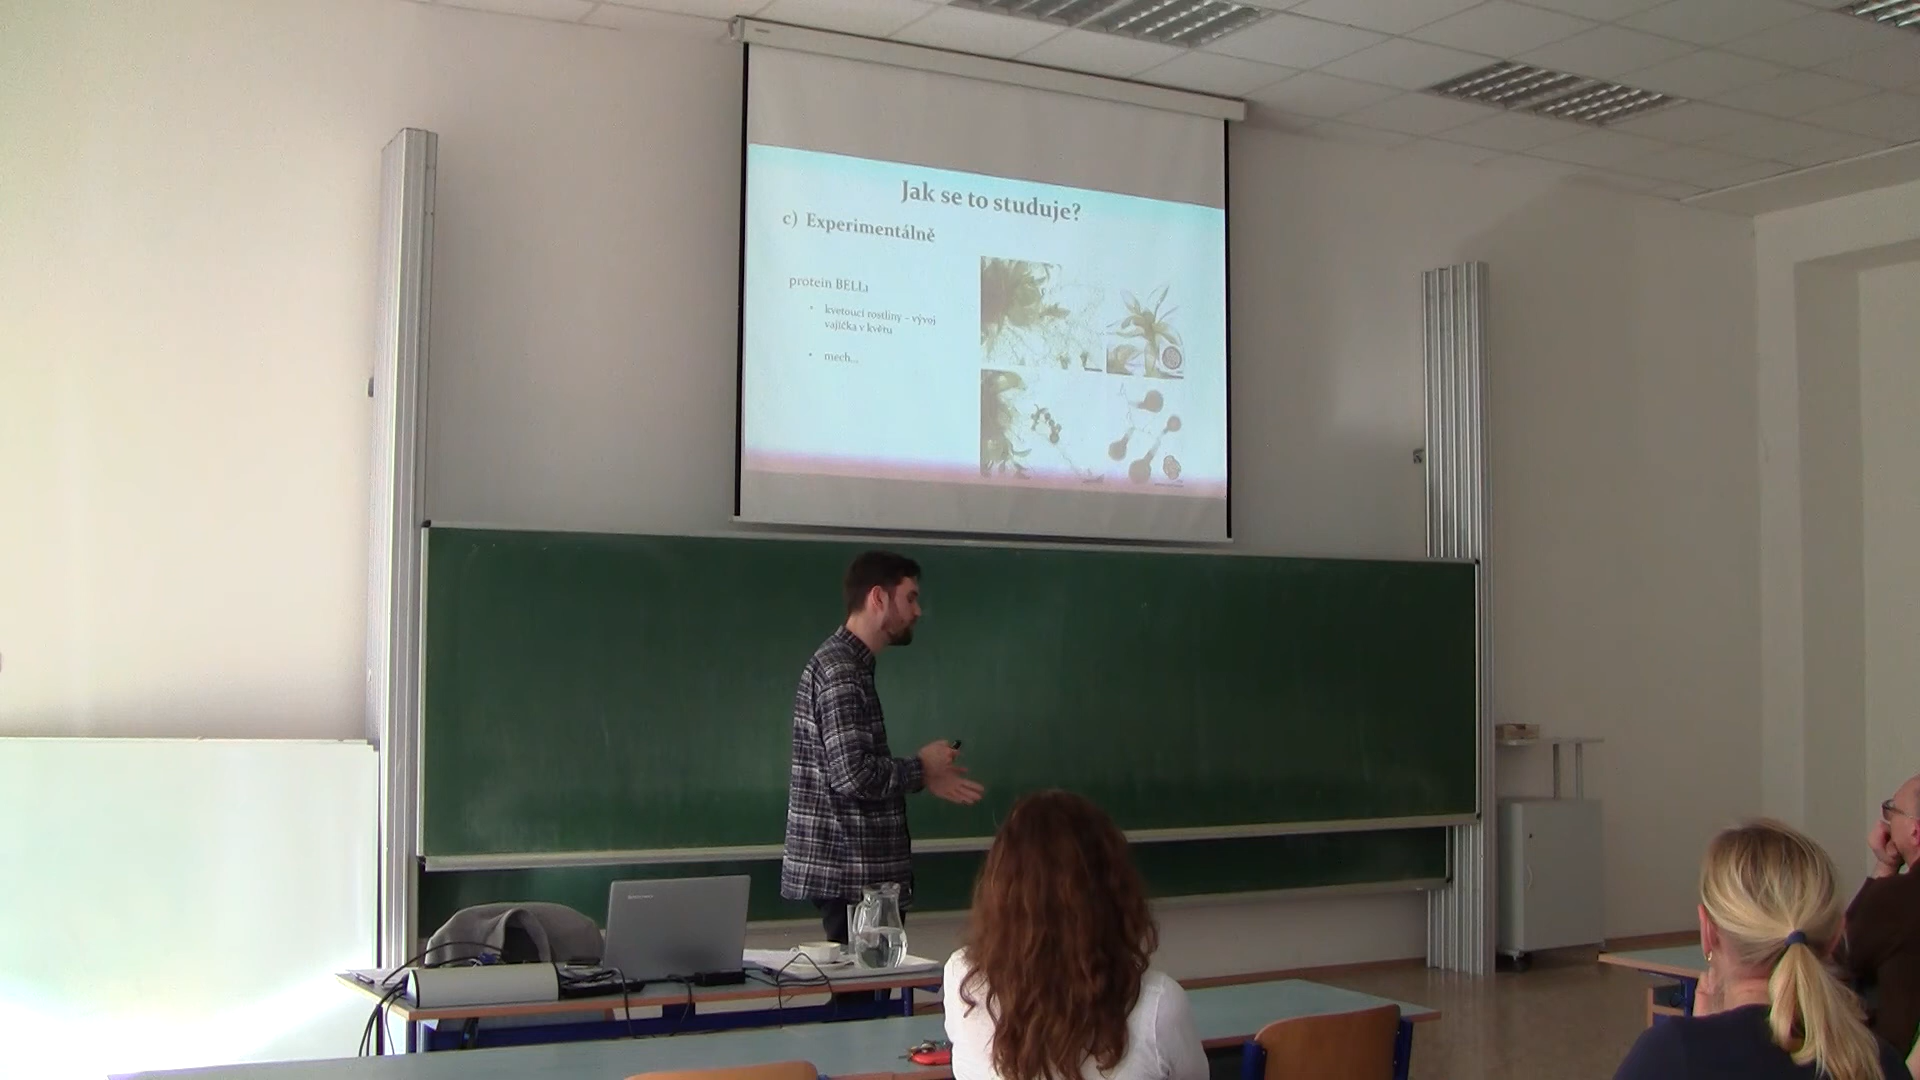 Jak se to studuje?
c) Experimentálně
protein BELL1
• kvetoucí rostliny – vývoj
vajíčka v květu
• mech...